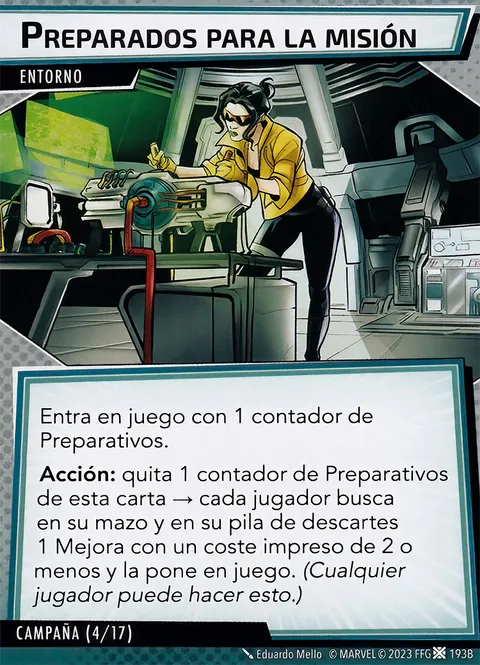 Preparados para la misión
ENTORNO
Entra en juego con 1 contador de
Preparativos.
Acción: quita 1 contador de Preparativos
de esta carta → cada jugador busca
en su mazo y en su pila de descartes
1 Mejora con un coste impreso de 2 o
menos y la pone en juego. (Cualquier
jugador puede hacer esto.)
CAMPAÑA (4/17)
Eduardo Mello © MARVEL © 2023 FFG 193B